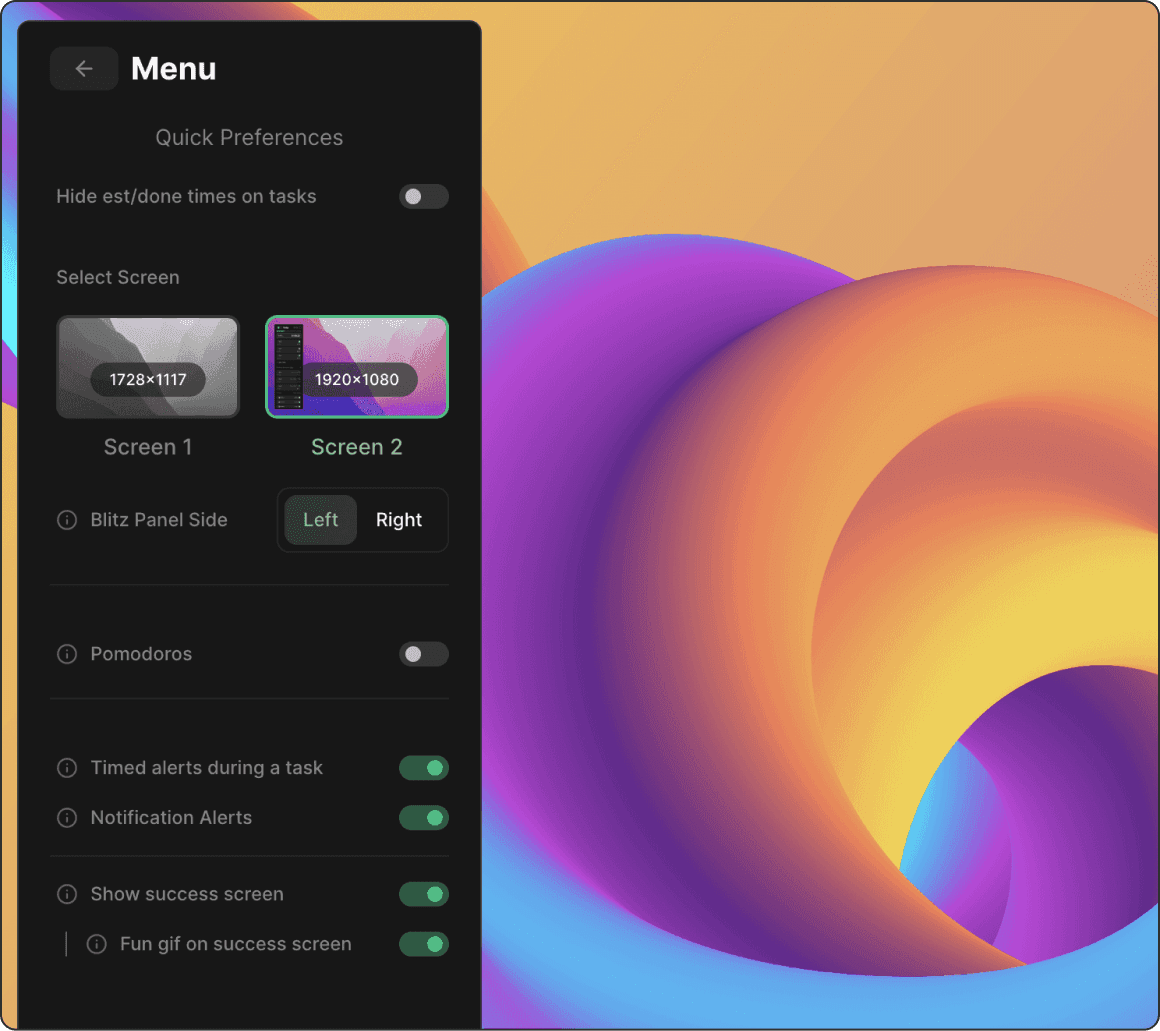 Menu
Quick Preferences
Hide est/done times on tasks
Select Screen
1728×1117
1920×1080
Screen 1
Screen 2
Blitz Panel Side
Left
Right
Pomodoros
Timed alerts during a task
Notification Alerts
Show success screen
Fun gif on success screen